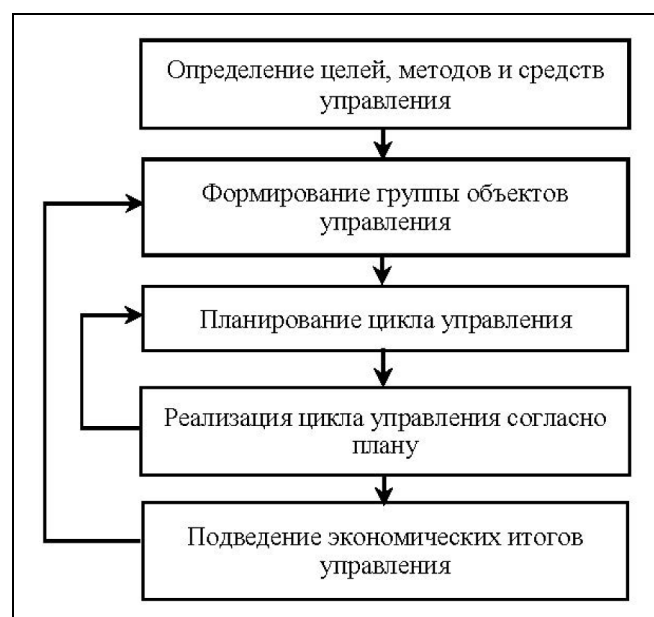 Определение целей, методов и средств
управления
Формирование группы объектов
управления
Планирование цикла управления
Реализация цикла управления согласно
плану
Подведение экономических итогов
управления